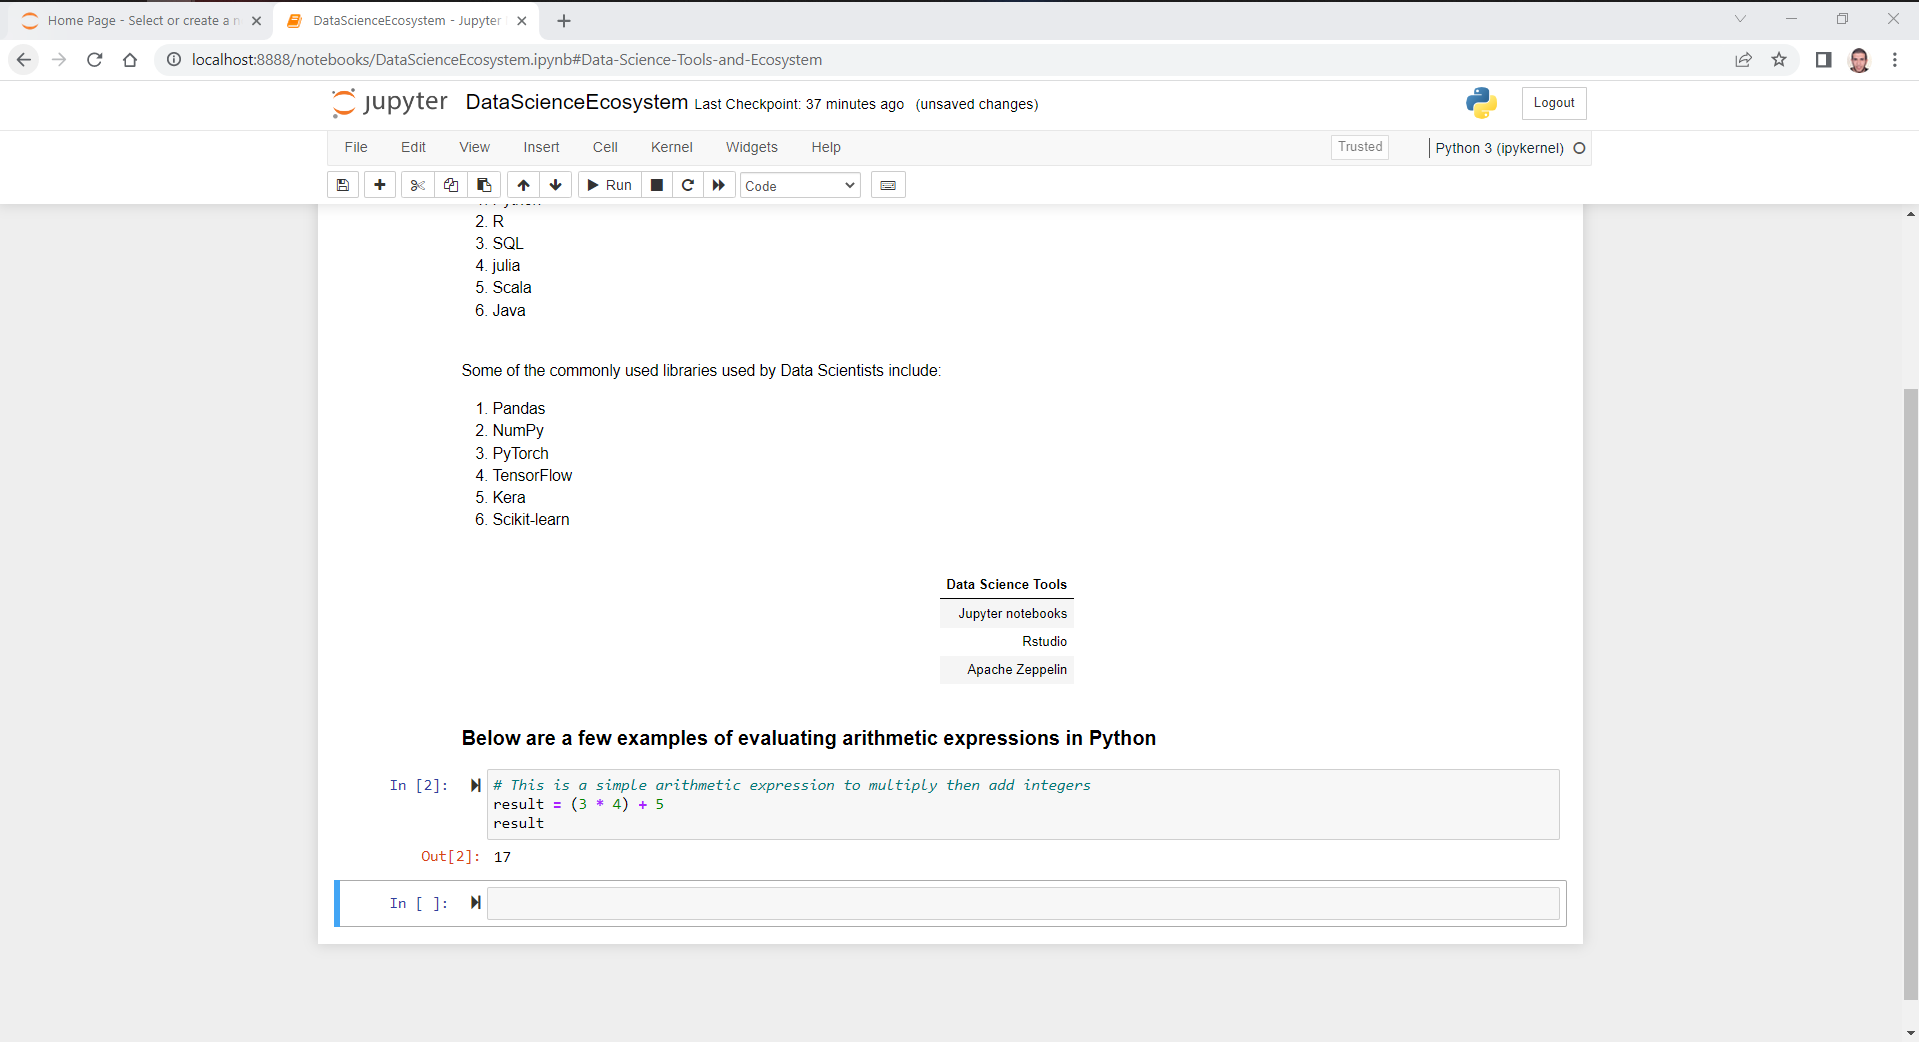 Home Page - Select or create a n
DataScienceEcosystem - Jupyter
localhost:8888/notebooks/DataScienceEcosystem.ipynb#Data-Science-Tools-and-Ecosystem
jupyter DataScienceEcosystem Last Checkpoint: 37 minutes ago (unsaved changes)
Logout
File Edit View Insert Cell Kernel Widgets Help
Trusted
Python 3 (ipykernel)
Run
Code
1. Python
2. R
3. SQL
4. julia
5. Scala
6. Java
Some of the commonly used libraries used by Data Scientists include:
1. Pandas
2. NumPy
3. PyTorch
4. TensorFlow
5. Kera
6. Scikit-learn
Data Science Tools
Jupyter notebooks
Rstudio
Apache Zeppelin
Below are a few examples of evaluating arithmetic expressions in Python
In [2]:
# This is a simple arithmetic expression to multiply then add integers
result = (3 * 4) + 5
result
Out[2]: 17
In [ ]: